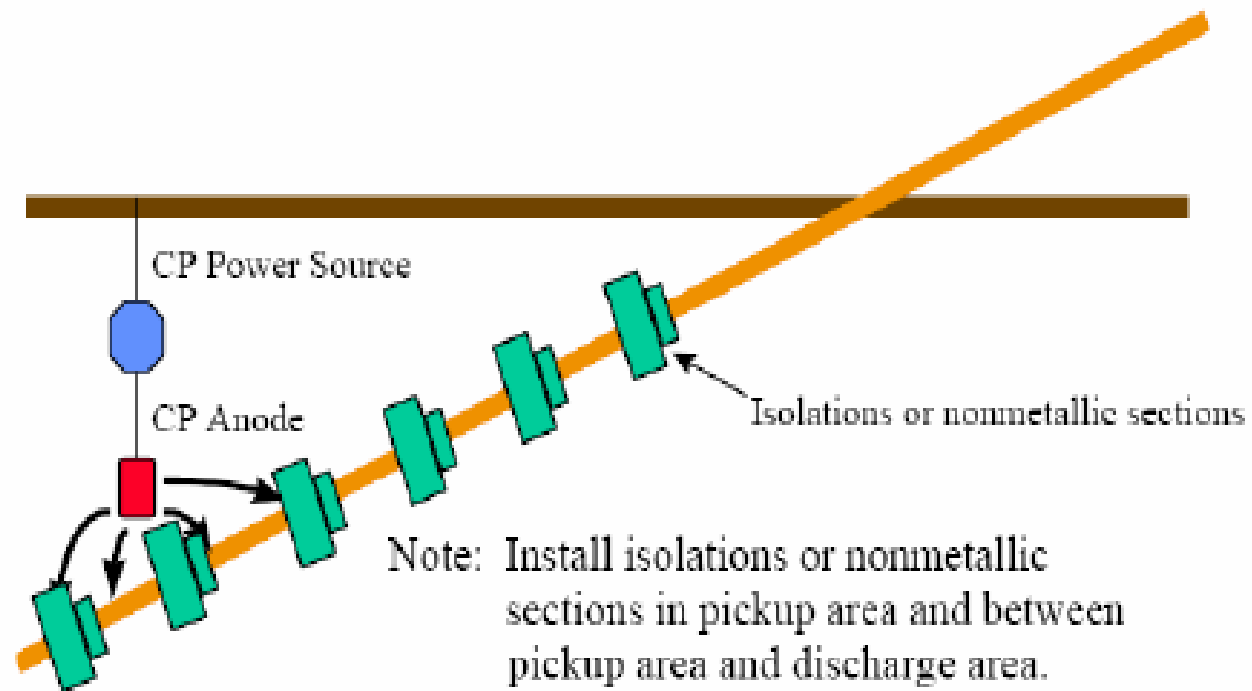 CP Power Source
CP Anode
Isolations or nonmetallic sections
Note: Install isolations or nonmetallic
sections in pickup area and between
pickup area and discharge area.